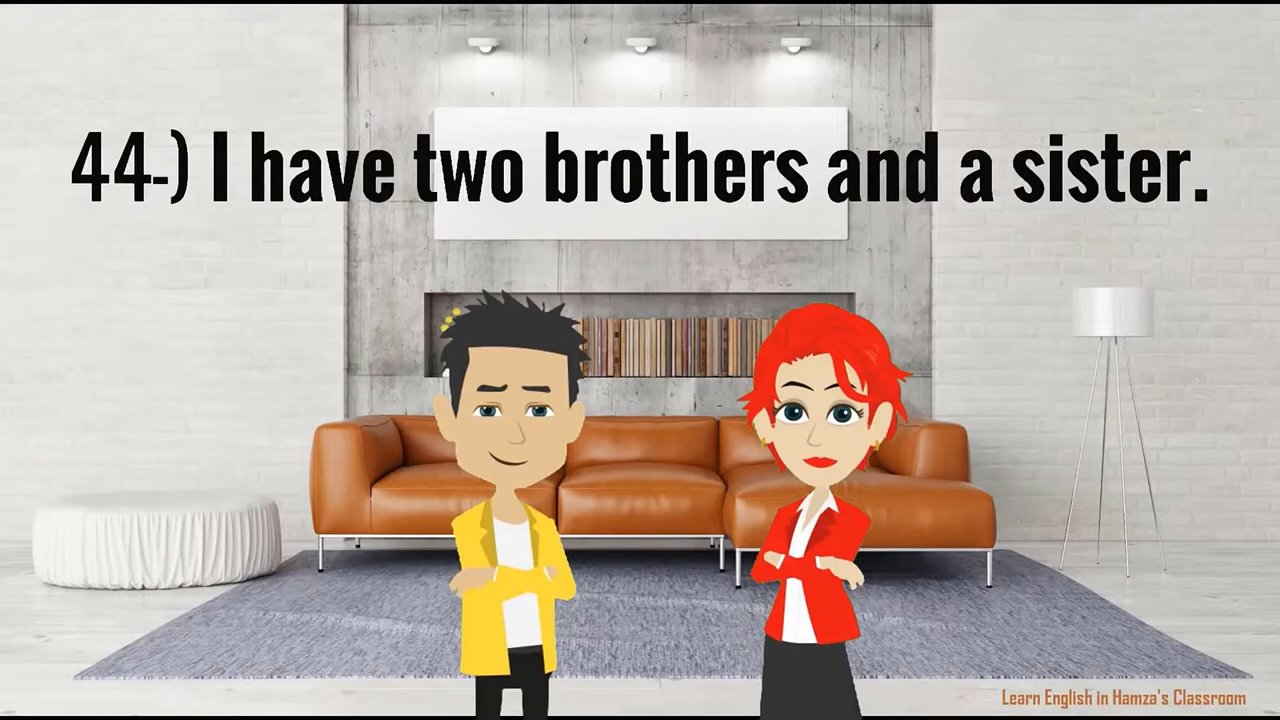 44-) I have two brothers and a sister.
Learn English in Hamza's Classroom